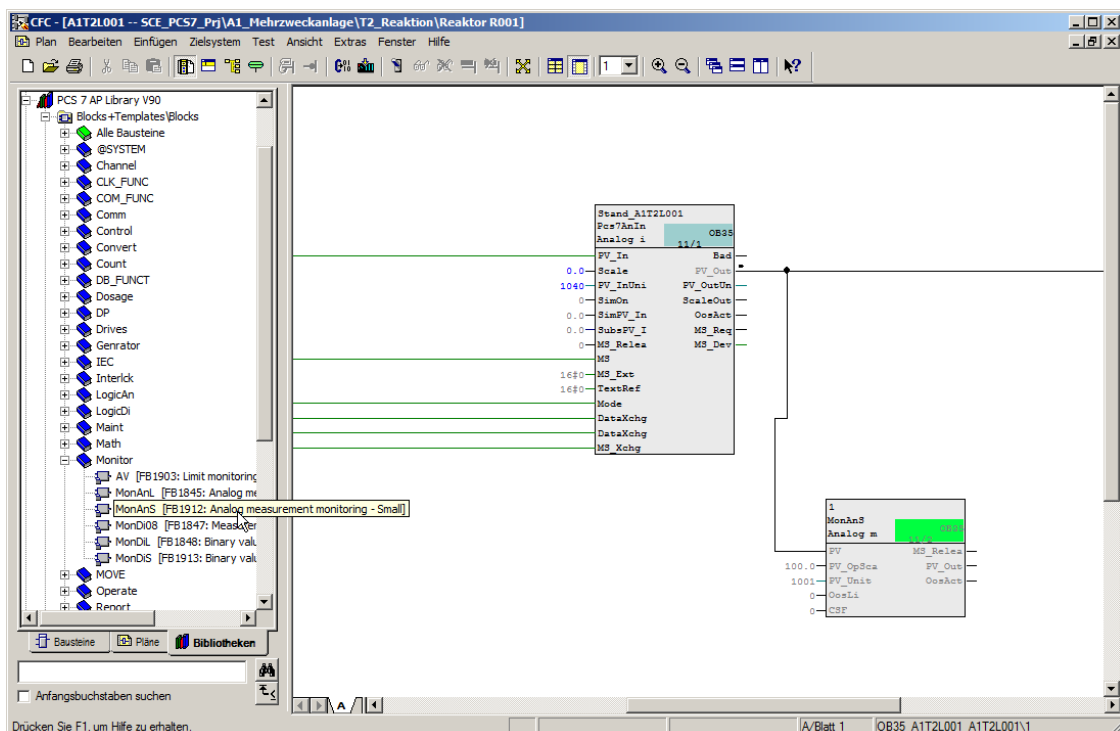 CFC - [A1T2L001 -- SCE_PCS7_Prj\A1_Mehrzweckanlage\T2_Reaktion\Reaktor R001]
Plan Bearbeiten Einfügen Zielsystem Test Ansicht Extras Fenster Hilfe
1
PCS 7 AP Library V90
Blocks+Templates\Blocks
Alle Bausteine
@SYSTEM
Channel
CLK_FUNC
COM_FUNC
Comm
Control
Convert
Count
DB_FUNCT
Dosage
DP
Drives
Genrator
IEC
Interlck
LogicAn
LogicDi
Maint
Math
Monitor
AV [FB1903: Limit monitoring
MonAnL [FB1845: Analog me
MonAnS [FB1912: Analog measurement monitoring - Small]
MonDi08 [FB1847: Measurem
MonDiL [FB1848: Binary valu
MonDiS [FB1913: Binary valu
MOVE
Operate
Report
Bausteine Pläne Bibliotheken
Anfangsbuchstaben suchen
Stand_A1T2L001
Pcs7AnIn
Analog i
OB35
11/1
PV_In Bad
0.0 Scale PV_Out
1040 PV_InUni PV_OutUn
0 SimOn ScaleOut
0.0 SimPV_In OosAct
0.0 SubsPV_I MS_Req
0 MS_Relea MS_Dev
MS
16#0 MS_Ext
16#0 TextRef
Mode
DataXchg
DataXchg
MS_Xchg
1
MonAnS
Analog m
OB35
11/2
PV MS_Relea
100.0 PV_OpSca PV_Out
1001 PV_Unit OosAct
0 OosLi
0 CSF
A
Drücken Sie F1, um Hilfe zu erhalten.
A/Blatt 1
OB35 A1T2L001 A1T2L001\1